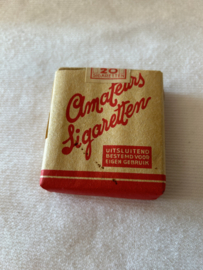 20
Amateurs
Sigaretten
UITSLUITEND
BESTEMD VOOR
EIGEN GEBRUIK